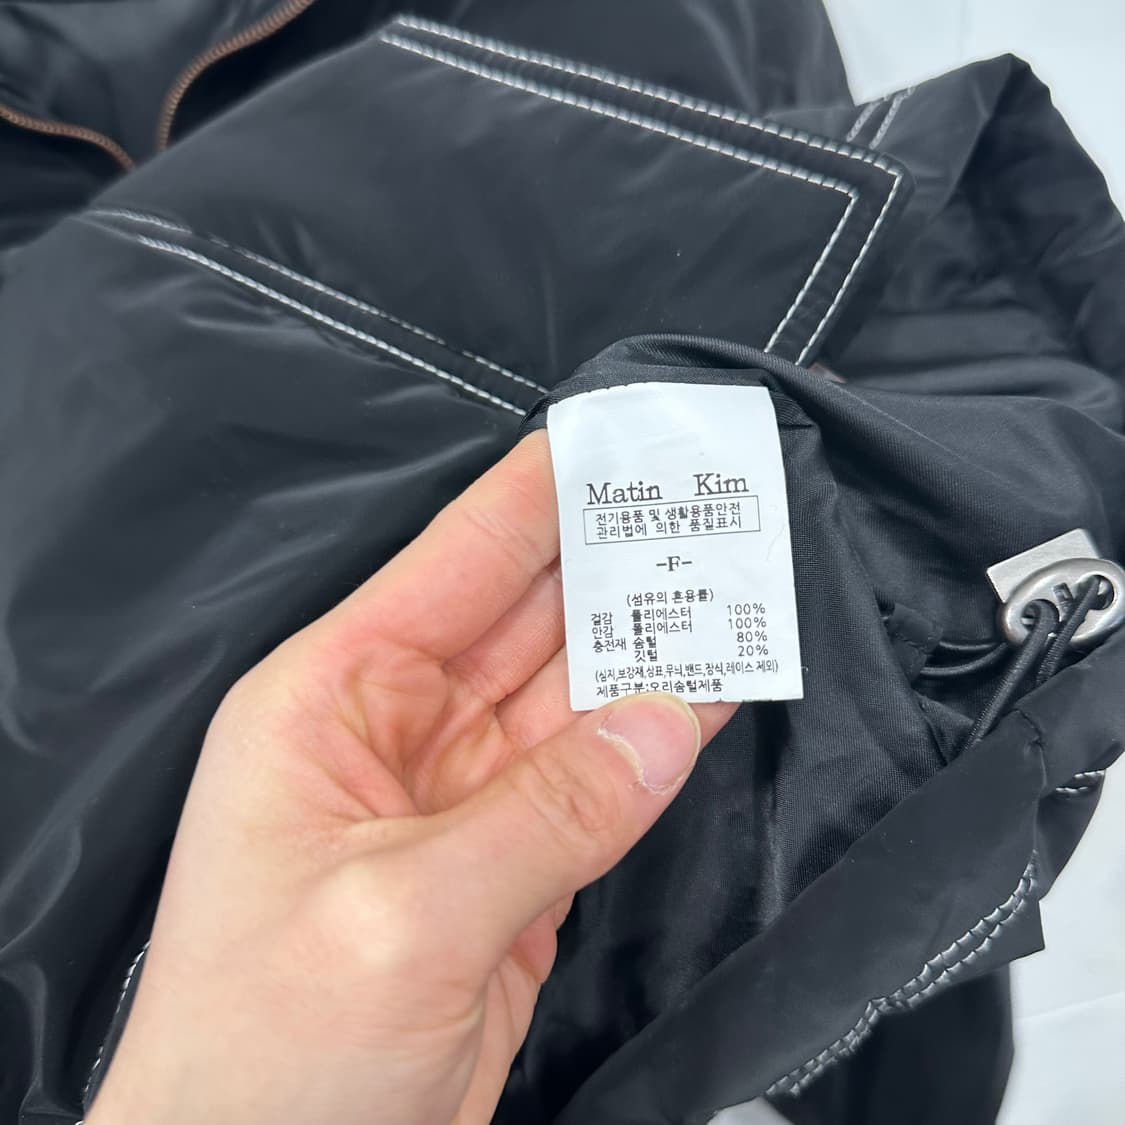 Matin Kim
전기용품 및 생활용품안전
관리법에 의한 품질표시
-F-
(섬유의 혼용률)
겉감 폴리에스터 100%
안감 폴리에스터 100%
충전재 솜털 80%
깃털 20%
(심지,보강재,상표,무늬,밴드,장식,레이스 제외)
제품구분:오리솜털제품